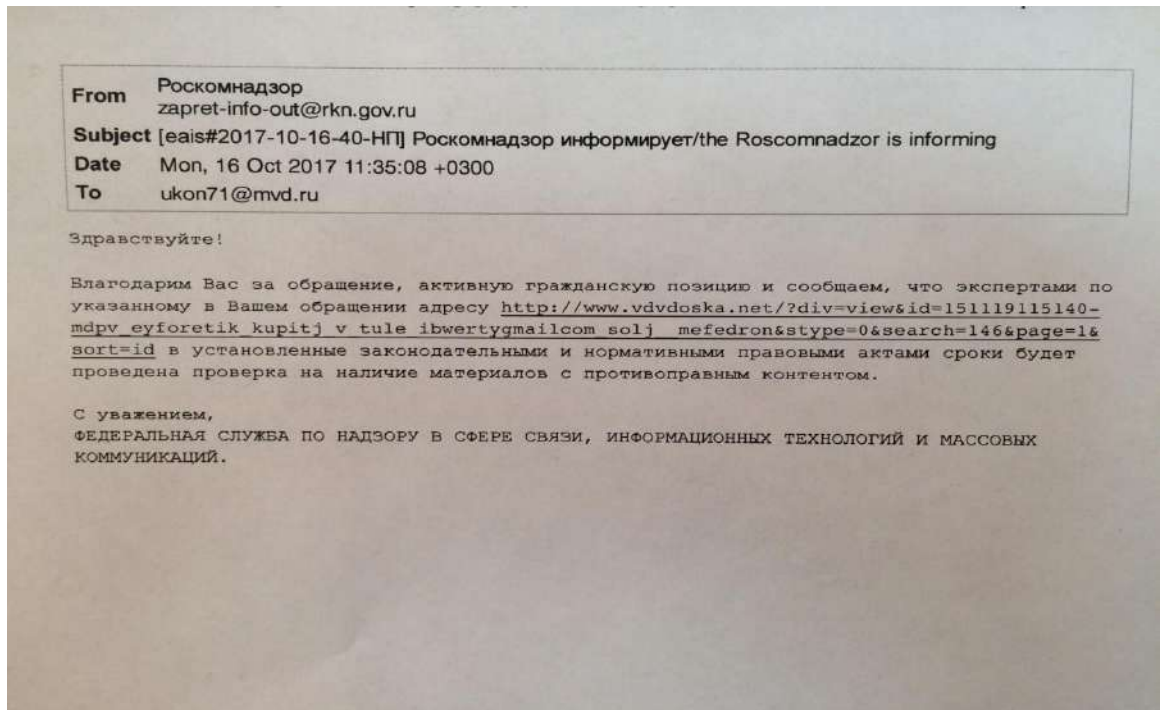 From Роскомнадзор
zapret-info-out@rkn.gov.ru
Subject [eais#2017-10-16-40-НП] Роскомнадзор информирует/the Roscomnadzor is informing
Date Mon, 16 Oct 2017 11:35:08 +0300
To ukon71@mvd.ru
Здравствуйте!
Благодарим Вас за обращение, активную гражданскую позицию и сообщаем, что экспертами по
указанному в Вашем обращении адресу http://www.vdvdoska.net/?div=view&id=151119115140-
mdpv_eyforetik_kupitj_v_tule_ibwertygmailcom_solj__mefedron&stype=0&search=146&page=1&
sort=id в установленные законодательными и нормативными правовыми актами сроки будет
проведена проверка на наличие материалов с противоправным контентом.
С уважением,
ФЕДЕРАЛЬНАЯ СЛУЖБА ПО НАДЗОРУ В СФЕРЕ СВЯЗИ, ИНФОРМАЦИОННЫХ ТЕХНОЛОГИЙ И МАССОВЫХ
КОММУНИКАЦИЙ.